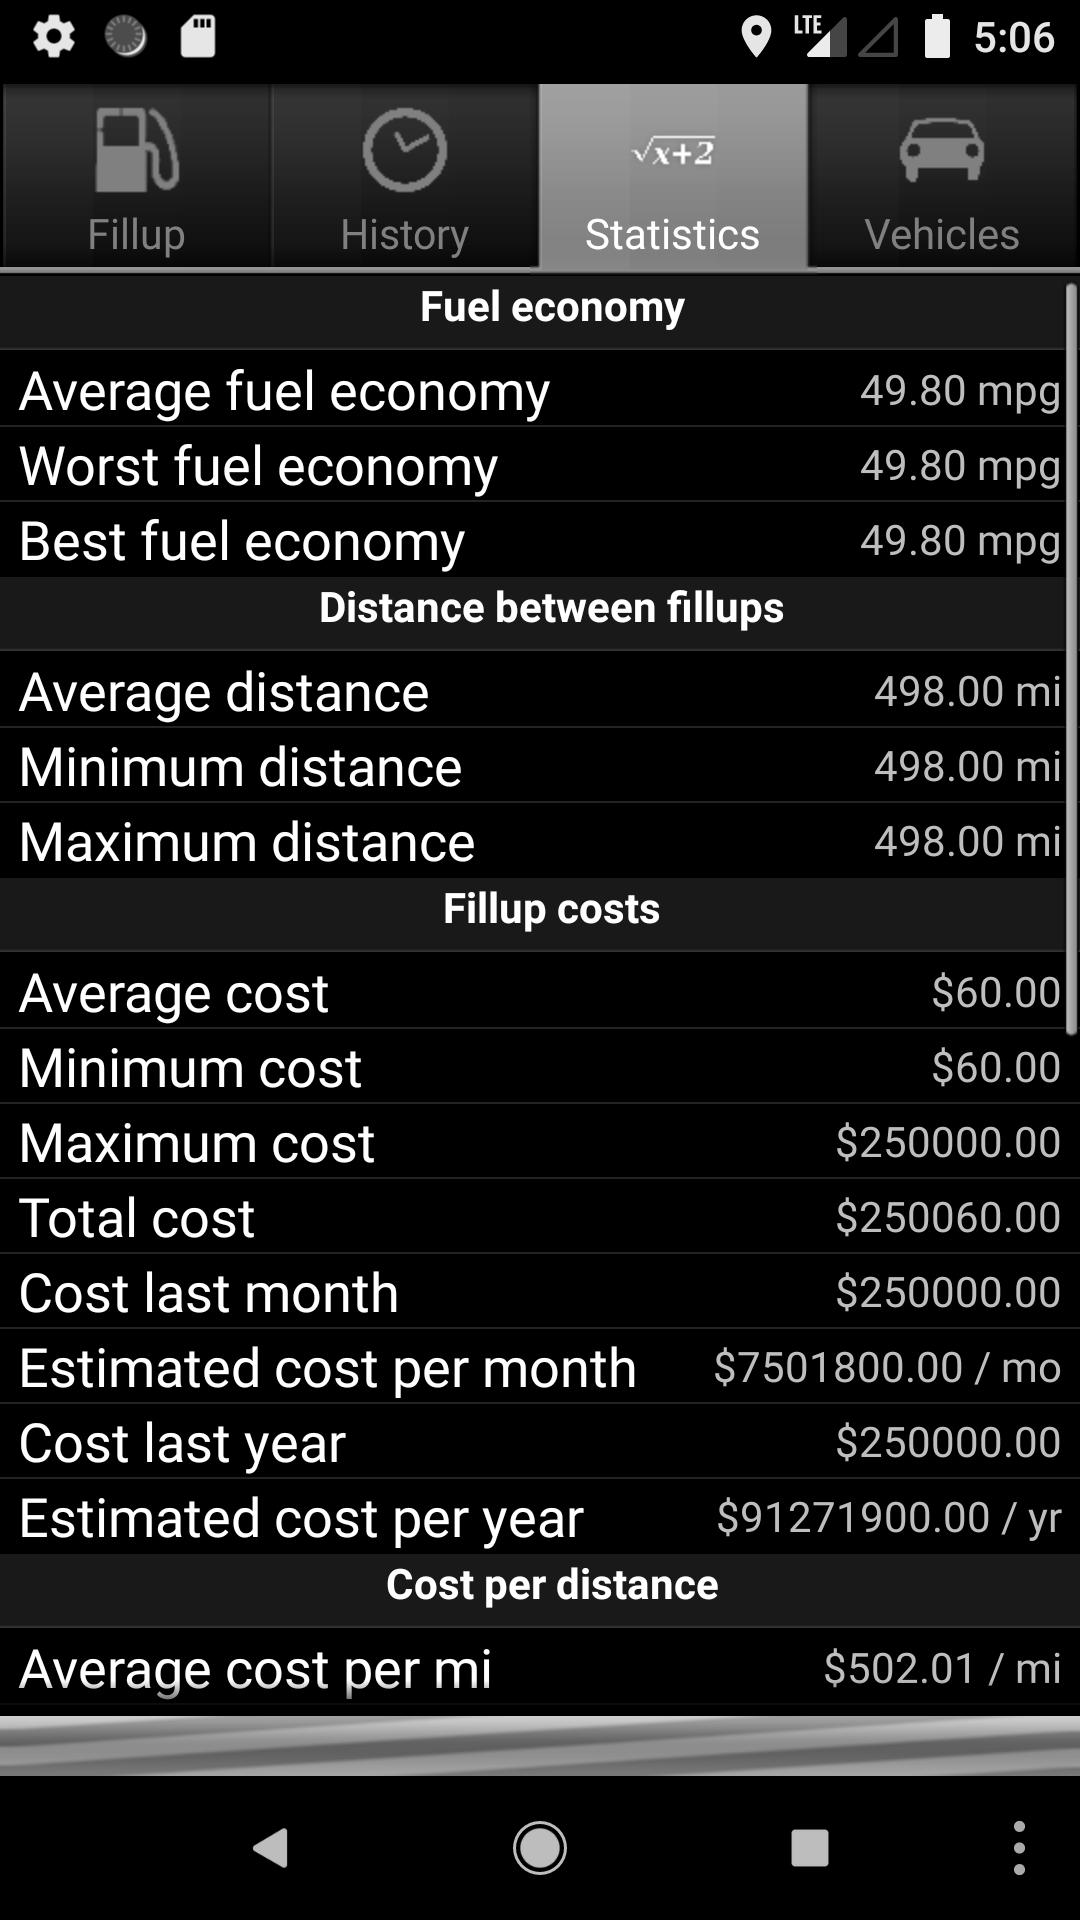 LTE 5:06
√x+2
Fillup History Statistics Vehicles
Fuel economy
Average fuel economy 49.80 mpg
Worst fuel economy 49.80 mpg
Best fuel economy 49.80 mpg
Distance between fillups
Average distance 498.00 mi
Minimum distance 498.00 mi
Maximum distance 498.00 mi
Fillup costs
Average cost $60.00
Minimum cost $60.00
Maximum cost $250000.00
Total cost $250060.00
Cost last month $250000.00
Estimated cost per month $7501800.00 / mo
Cost last year $250000.00
Estimated cost per year $91271900.00 / yr
Cost per distance
Average cost per mi $502.01 / mi